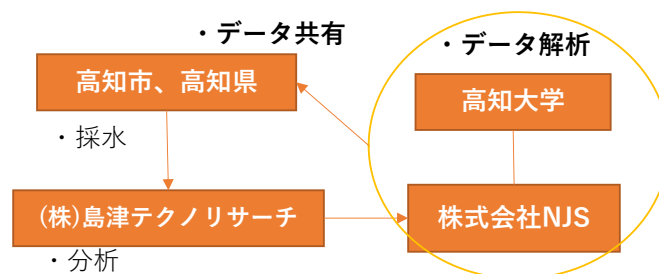 ・データ共有
・データ解析
高知市、高知県
高知大学
・採水
(株)島津テクノリサーチ
株式会社NJS
・分析